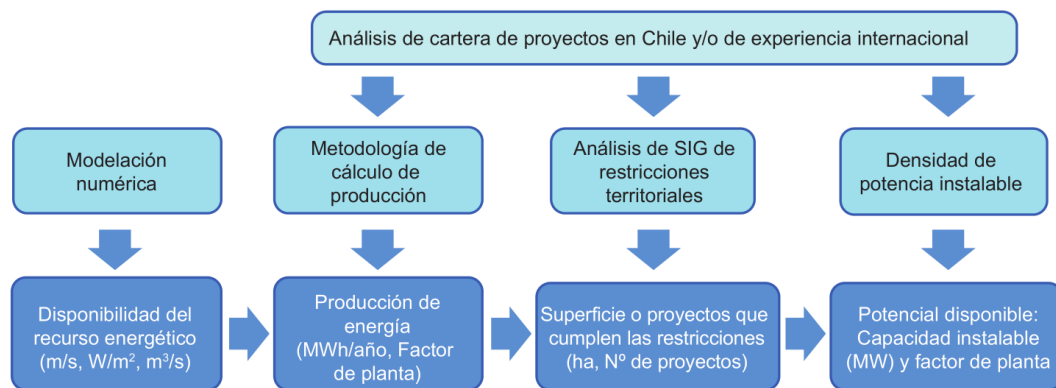 Análisis de cartera de proyectos en Chile y/o de experiencia internacional
Modelación
numérica
Metodología de
cálculo de
producción
Análisis de SIG de
restricciones
territoriales
Densidad de
potencia instalable
Disponibilidad del
recurso energético
(m/s, W/m², m³/s)
Producción de
energía
(MWh/año, Factor
de planta)
Superficie o proyectos que
cumplen las restricciones
(ha, Nº de proyectos)
Potencial disponible:
Capacidad instalable
(MW) y factor de planta